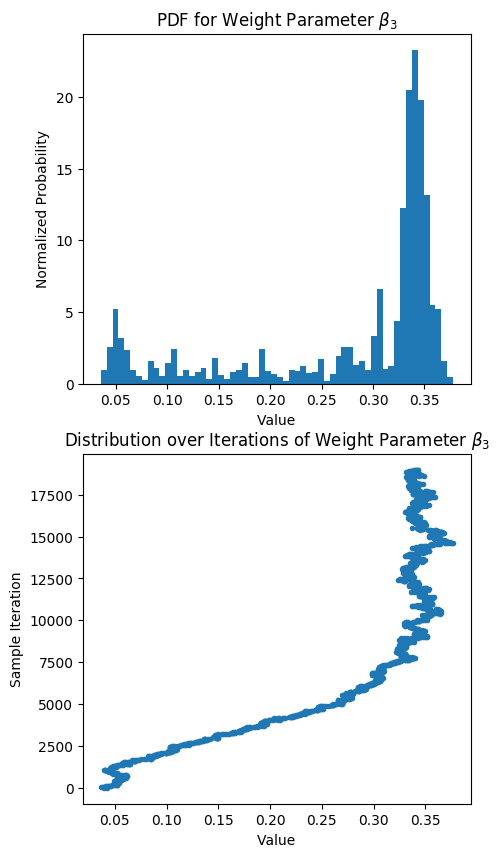 PDF for Weight Parameter β₃
Normalized Probability
20
15
10
5
0
0.05 0.10 0.15 0.20 0.25 0.30 0.35
Value
Distribution over Iterations of Weight Parameter β₃
Sample Iteration
17500
15000
12500
10000
7500
5000
2500
0
0.05 0.10 0.15 0.20 0.25 0.30 0.35
Value